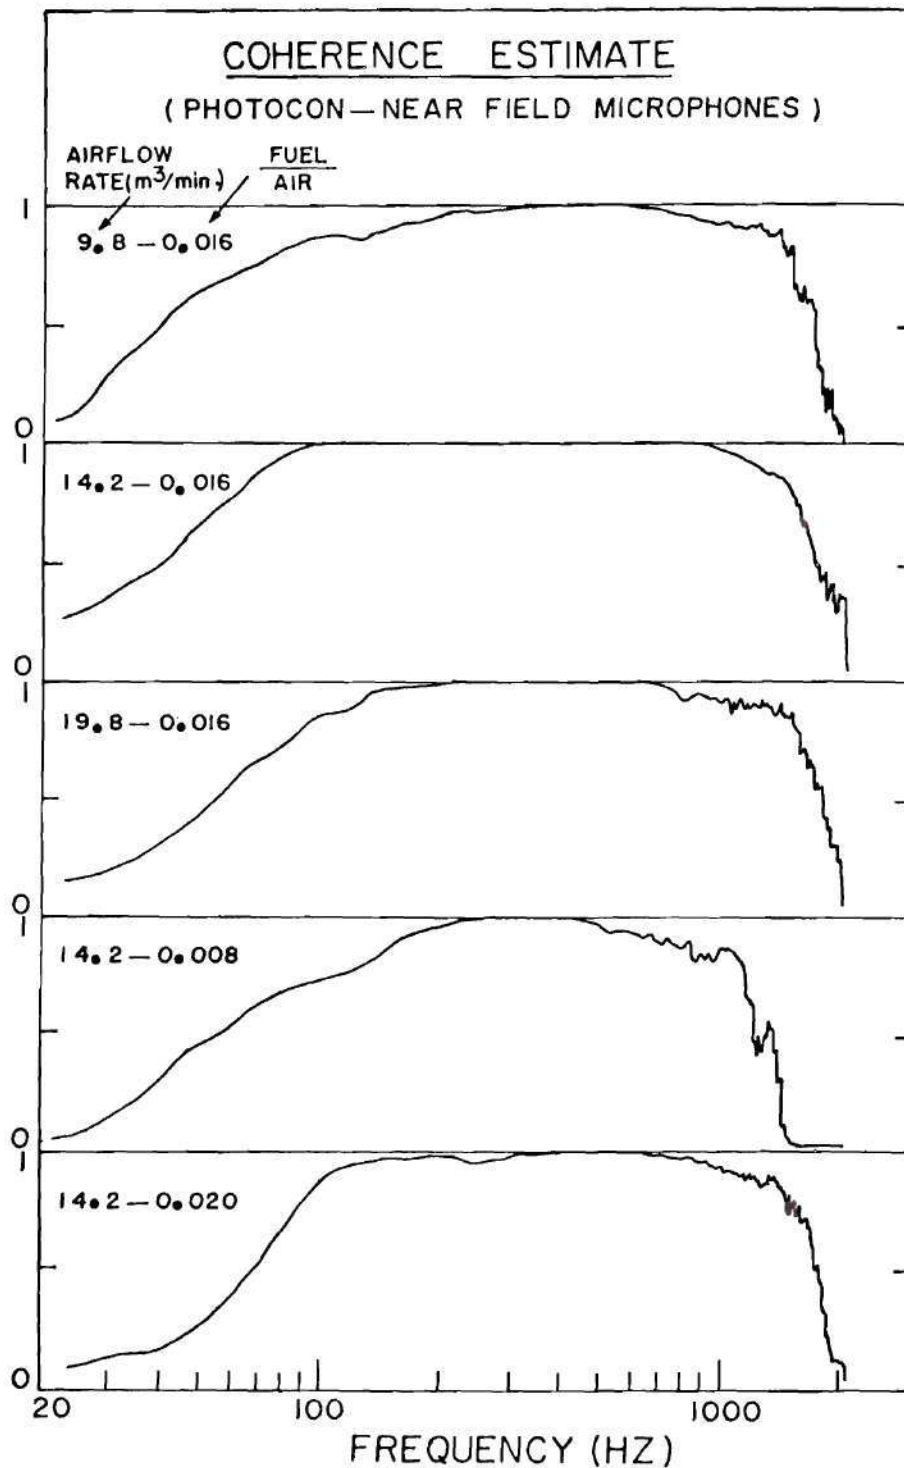 COHERENCE ESTIMATE
(PHOTOCON—NEAR FIELD MICROPHONES)
AIRFLOW RATE(m³/min.)
FUEL
AIR
1
9.8—0.016
0
1
14.2—0.016
0
1
19.8—0.016
0
1
14.2—0.008
0
1
14.2—0.020
0
20 100 1000
FREQUENCY (HZ)